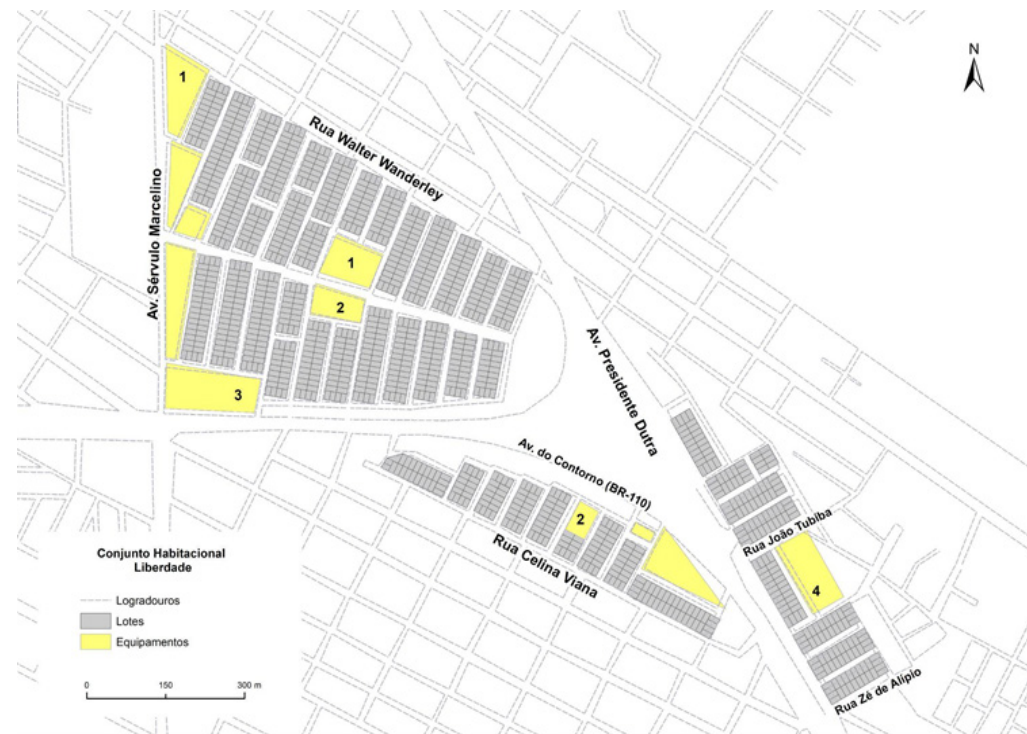 N
1
Rua Walter Wanderley
Av. Sérvulo Marcelino
1
2
3
Av. Presidente Dutra
Av. do Contorno (BR-110)
2
Rua Celina Viana
Rua João Tubiba
4
Rua Zé de Alípio
Conjunto Habitacional
Liberdade
Logradouros
Lotes
Equipamentos
0 150 300 m